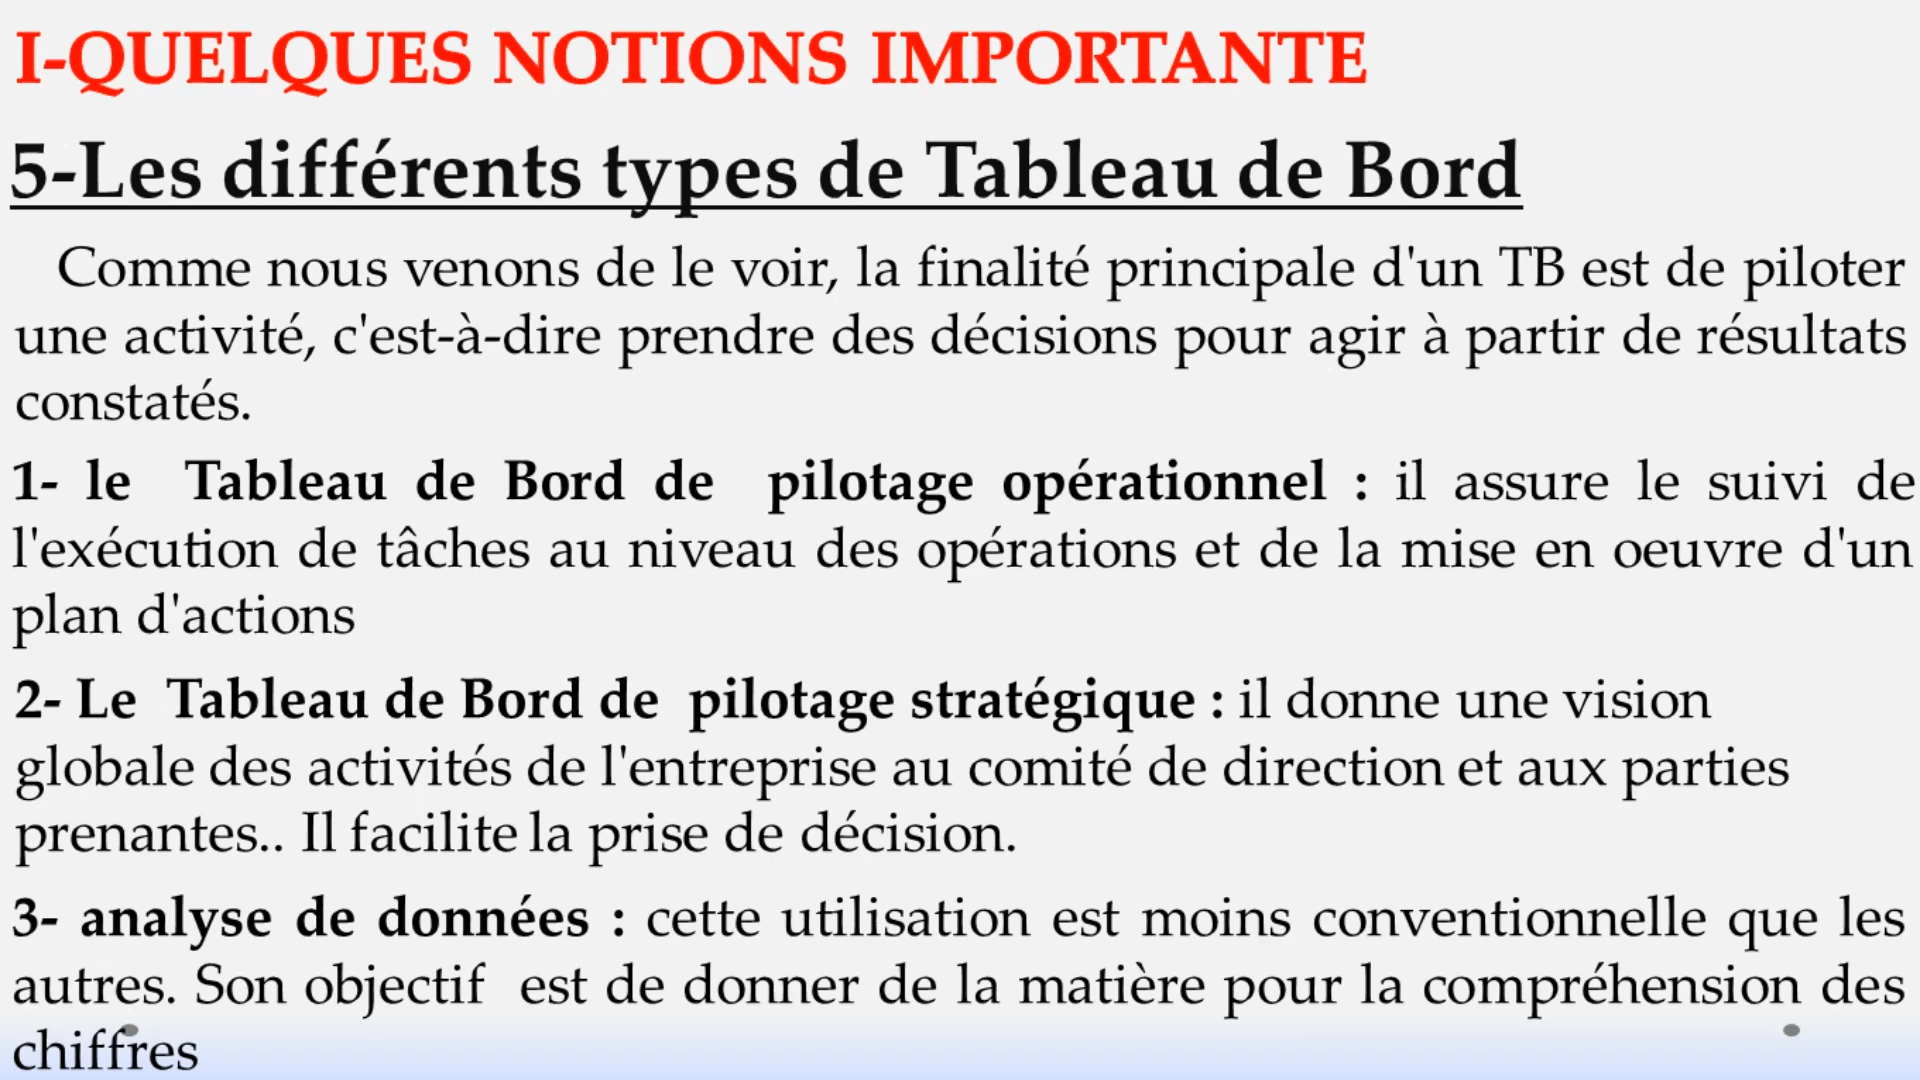 I-QUELQUES NOTIONS IMPORTANTE
5-Les différents types de Tableau de Bord
Comme nous venons de le voir, la finalité principale d'un TB est de piloter
une activité, c'est-à-dire prendre des décisions pour agir à partir de résultats
constatés.
1- le Tableau de Bord de pilotage opérationnel : il assure le suivi de
l'exécution de tâches au niveau des opérations et de la mise en oeuvre d'un
plan d'actions
2- Le Tableau de Bord de pilotage stratégique : il donne une vision
globale des activités de l'entreprise au comité de direction et aux parties
prenantes.. Il facilite la prise de décision.
3- analyse de données : cette utilisation est moins conventionnelle que les
autres. Son objectif est de donner de la matière pour la compréhension des
chiffres